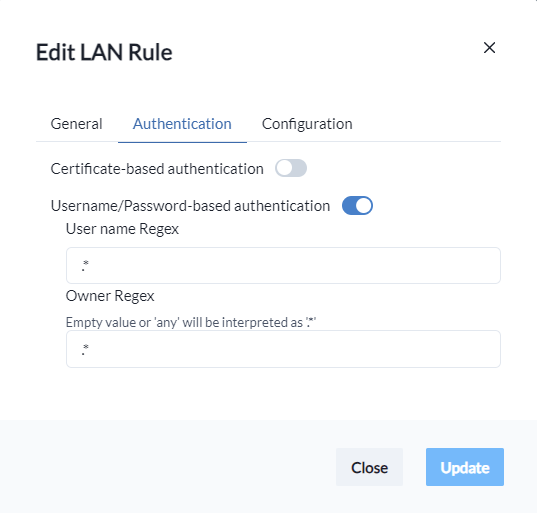 Edit LAN Rule
General Authentication Configuration
Certificate-based authentication
Username/Password-based authentication
User name Regex
.*
Owner Regex
Empty value or 'any' will be interpreted as '.*'
.*
Close Update